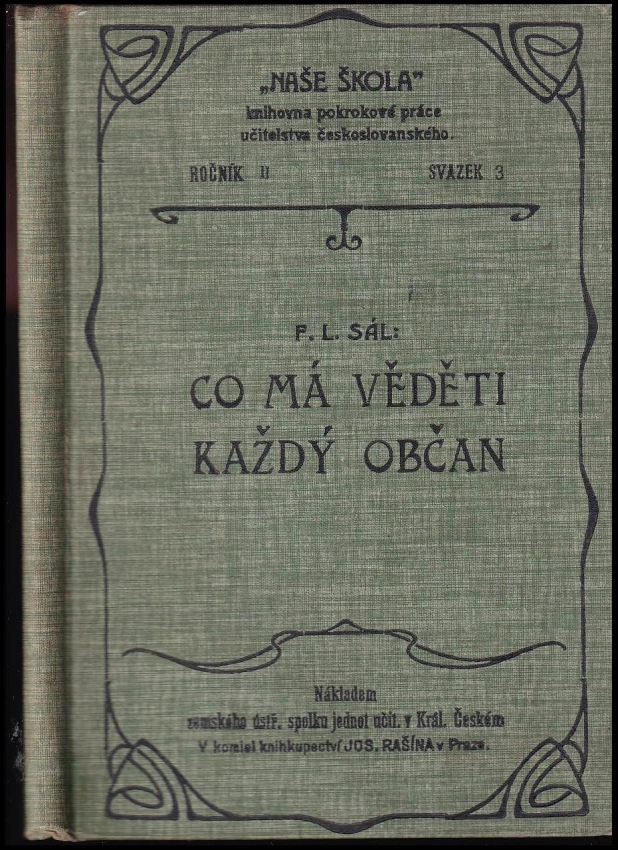 „NAŠE ŠKOLA"
knihovna pokrokové práce
učitelstva československého.
ROČNÍK II SVAZEK 3
F. L. SÁL:
CO MÁ VĚDĚTI
KAŽDÝ OBČAN
Nákladem
zemského ústř. spolku jednot učit. v Král. Českém
V komisi knihkupectví JOS. RAŠÍNA v Praze.